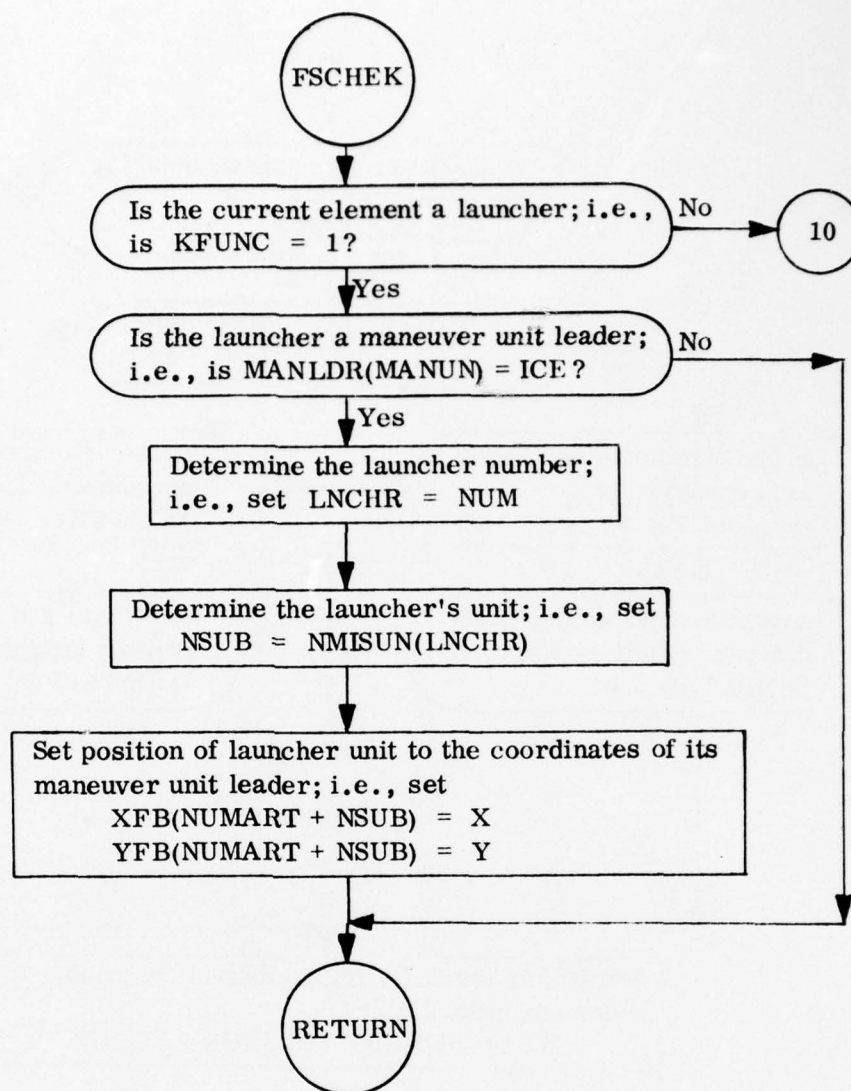 FSCHEK
Is the current element a launcher; i.e.,
is KFUNC = 1?
No
10
Yes
Is the launcher a maneuver unit leader;
i.e., is MANLDR(MANUN) = ICE?
No
Yes
Determine the launcher number;
i.e., set LNCHR = NUM
Determine the launcher's unit; i.e., set
NSUB = NMISUN(LNCHR)
Set position of launcher unit to the coordinates of its
maneuver unit leader; i.e., set
XFB(NUMART + NSUB) = X
YFB(NUMART + NSUB) = Y
RETURN